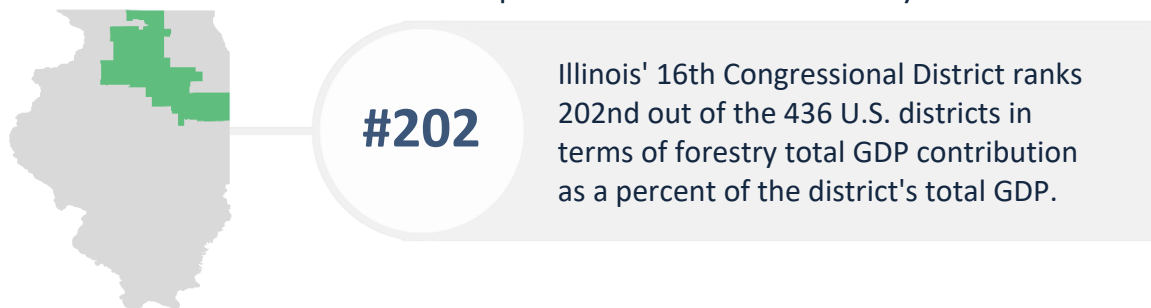 #202
Illinois' 16th Congressional District ranks
202nd out of the 436 U.S. districts in
terms of forestry total GDP contribution
as a percent of the district's total GDP.